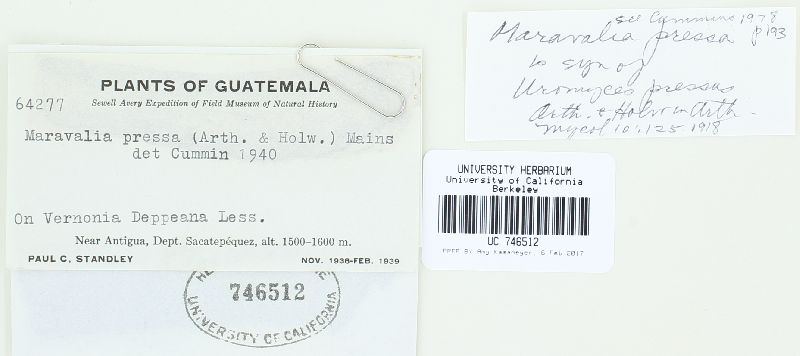 PLANTS OF GUATEMALA
64277
Sewell Avery Expedition of Field Museum of Natural History
Maravalia pressa (Arth. & Holw.) Mains
det Cummin 1940
On Vernonia Deppeana Less.
Near Antigua, Dept. Sacatepéquez, alt. 1500-1600 m.
PAUL C. STANDLEY NOV. 1938-FEB. 1939
746512
UNIVERSITY OF CALIFORNIA
see Cummins 1978
Maravalia pressa p 193
is syn of
Uromyces pressus
Arth. & Holw in Arth.
Mycol 10:125 1918
UNIVERSITY HERBARIUM
University of California
Berkeley
UC 746512
6 Feb 2017